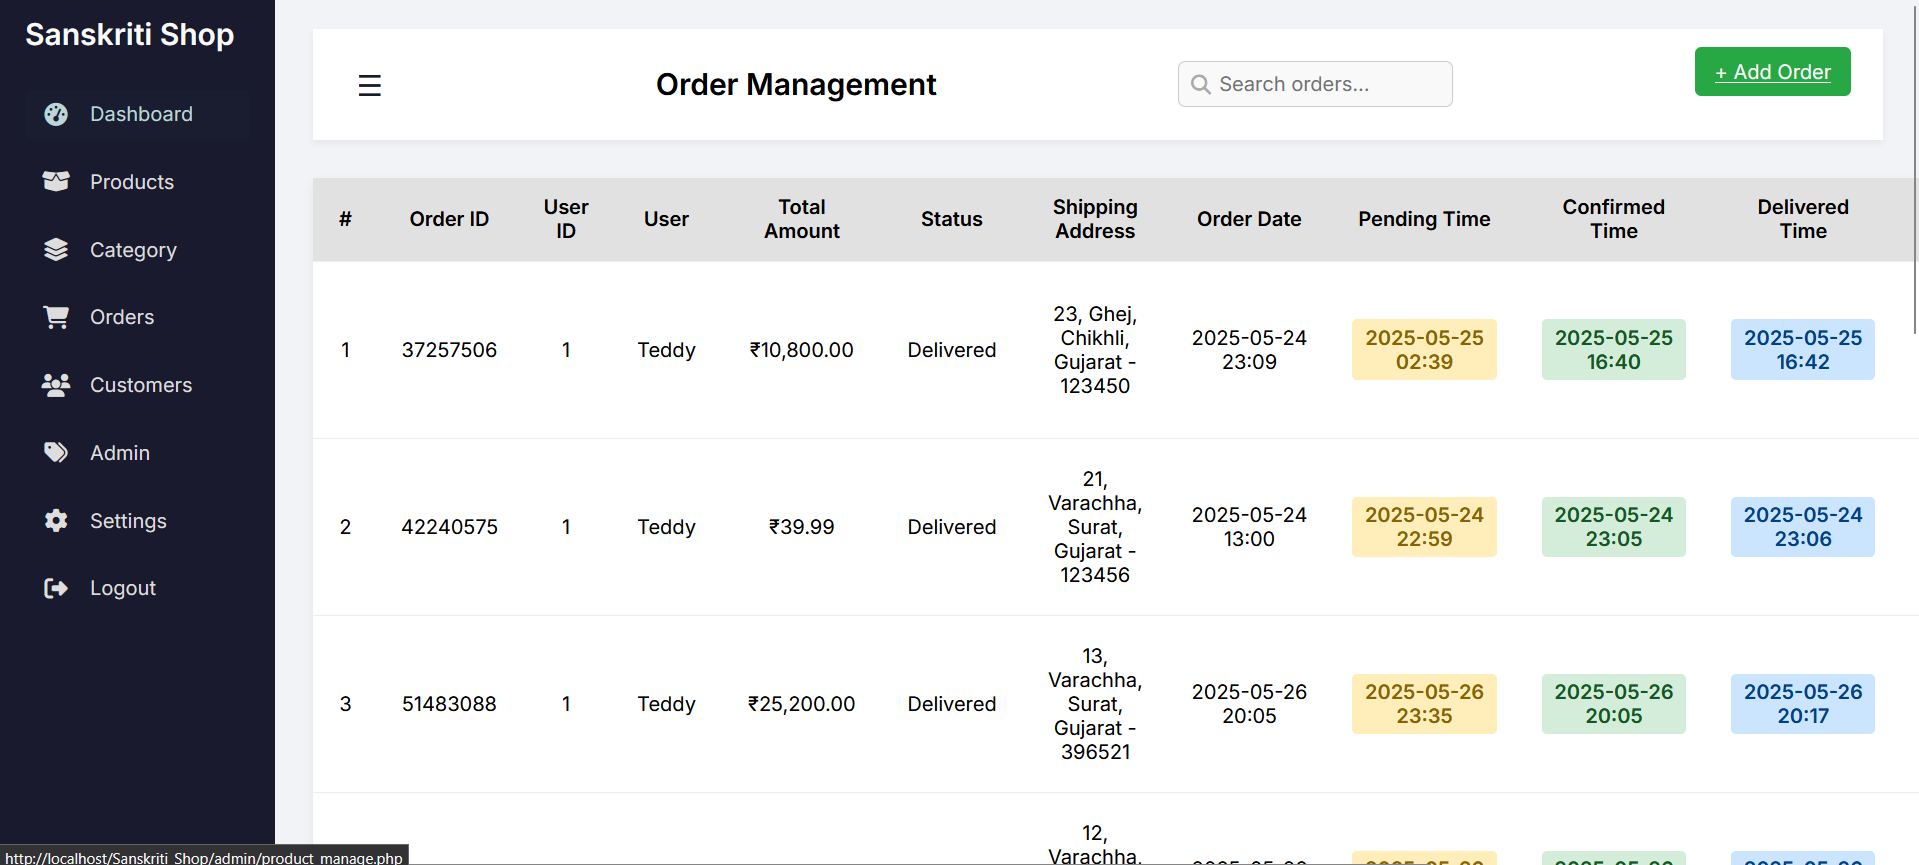 Sanskriti Shop
Dashboard
Products
Category
Orders
Customers
Admin
Settings
Logout
☰ Order Management Search orders... + Add Order
# Order ID User ID User Total Amount Status Shipping Address Order Date Pending Time Confirmed Time Delivered Time
1 37257506 1 Teddy ₹10,800.00 Delivered 23, Ghej, Chikhli, Gujarat - 123450 2025-05-24 23:09 2025-05-25 02:39 2025-05-25 16:40 2025-05-25 16:42
2 42240575 1 Teddy ₹39.99 Delivered 21, Varachha, Surat, Gujarat - 123456 2025-05-24 13:00 2025-05-24 22:59 2025-05-24 23:05 2025-05-24 23:06
3 51483088 1 Teddy ₹25,200.00 Delivered 13, Varachha, Surat, Gujarat - 396521 2025-05-26 20:05 2025-05-26 23:35 2025-05-26 20:05 2025-05-26 20:17
12,
Varachha,
http://localhost/Sanskriti_Shop/admin/product_manage.php